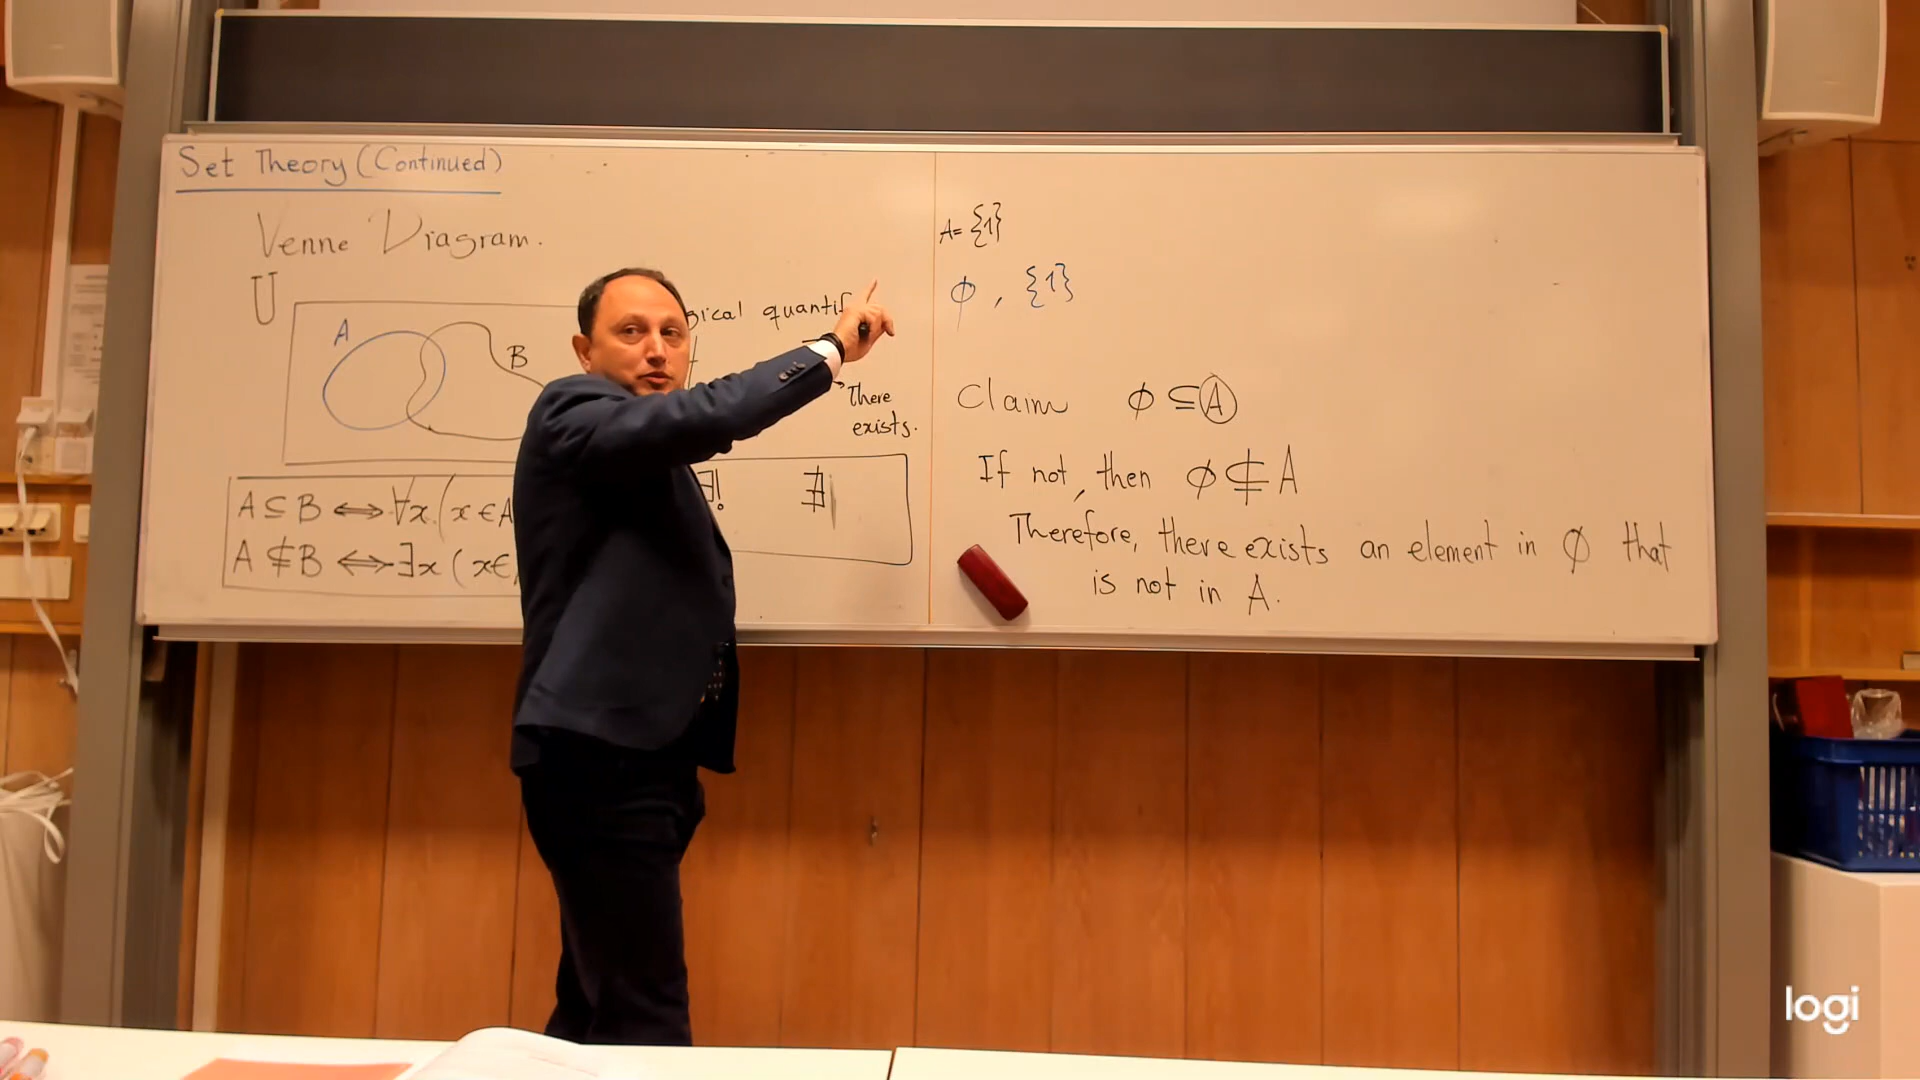 Set Theory (Continued)
Venne Diagram.
U
A
B
gical quantif
There
exists.
A ⊆ B ⟺ ∀x (x ∈ A
A ⊈ B ⟺ ∃x (x ∈
∃! ∄
A = {1}
ϕ , {1}
Claim ϕ ⊆ A
If not, then ϕ ⊈ A
Therefore, there exists an element in ϕ that
is not in A.
logi